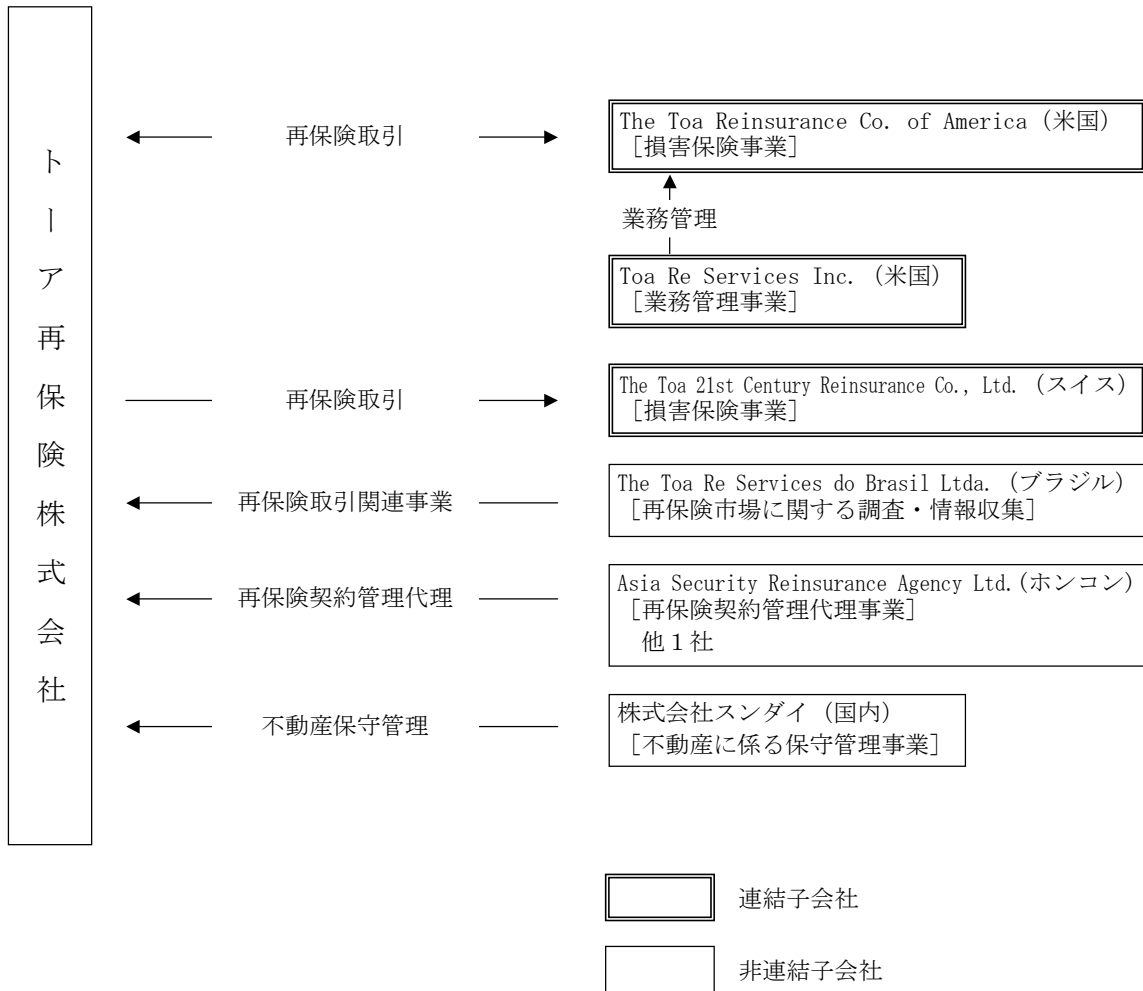 トーア再保険株式会社
再保険取引
The Toa Reinsurance Co. of America（米国）
［損害保険事業］
業務管理
Toa Re Services Inc.（米国）
［業務管理事業］
再保険取引
The Toa 21st Century Reinsurance Co., Ltd.（スイス）
［損害保険事業］
再保険取引関連事業
The Toa Re Services do Brasil Ltda.（ブラジル）
［再保険市場に関する調査・情報収集］
再保険契約管理代理
Asia Security Reinsurance Agency Ltd.(ホンコン)
［再保険契約管理代理事業］
他１社
不動産保守管理
株式会社スンダイ（国内）
［不動産に係る保守管理事業］
連結子会社
非連結子会社